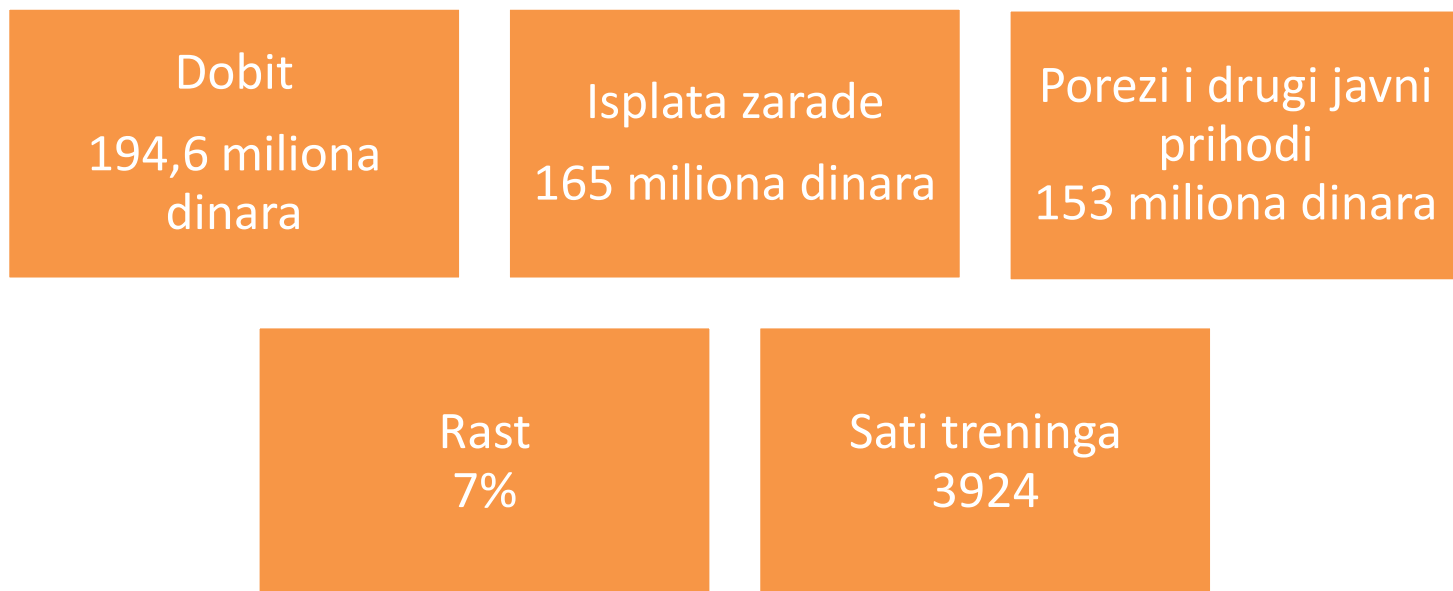 Dobit
194,6 miliona
dinara
Isplata zarade
165 miliona dinara
Porezi i drugi javni
prihodi
153 miliona dinara
Rast
7%
Sati treninga
3924